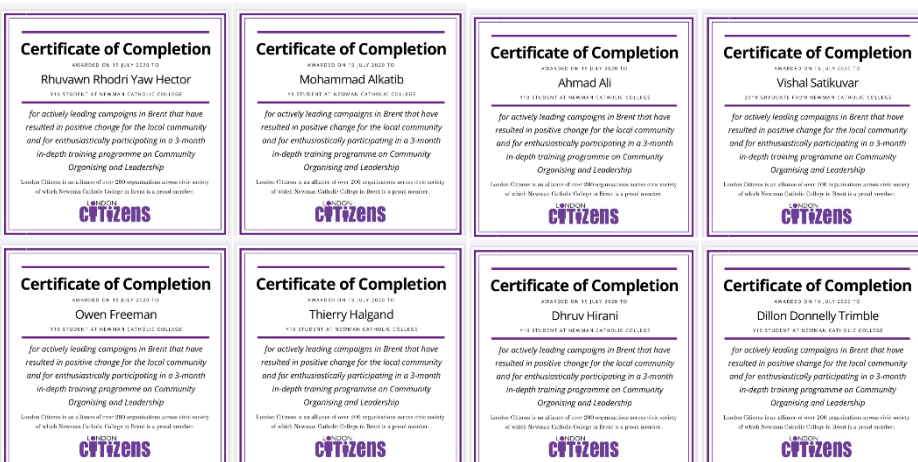 Certificate of Completion
AWARDED ON 15 JULY 2020 TO
Rhuvawn Rhodri Yaw Hector
Y10 STUDENT AT NEWMAN CATHOLIC COLLEGE
for actively leading campaigns in Brent that have
resulted in positive change for the local community
and for enthusiastically participating in a 3-month
in-depth training programme on Community
Organising and Leadership
London Citizens is an alliance of over 200 organisations across civic society
of which Newman Catholic College in Brent is a proud member.
LONDON
CITIZENS
Certificate of Completion
AWARDED ON 15 JULY 2020 TO
Mohammad Alkatib
Y9 STUDENT AT NEWMAN CATHOLIC COLLEGE
for actively leading campaigns in Brent that have
resulted in positive change for the local community
and for enthusiastically participating in a 3-month
in-depth training programme on Community
Organising and Leadership
London Citizens is an alliance of over 200 organisations across civic society
of which Newman Catholic College in Brent is a proud member.
LONDON
CITIZENS
Certificate of Completion
AWARDED ON 15 JULY 2020 TO
Ahmad Ali
Y10 STUDENT AT NEWMAN CATHOLIC COLLEGE
for actively leading campaigns in Brent that have
resulted in positive change for the local community
and for enthusiastically participating in a 3-month
in-depth training programme on Community
Organising and Leadership
London Citizens is an alliance of over 200 organisations across civic society
of which Newman Catholic College in Brent is a proud member.
LONDON
CITIZENS
Certificate of Completion
AWARDED ON 15 JULY 2020 TO
Vishal Satikuvar
2019 GRADUATE FROM NEWMAN CATHOLIC COLLEGE
for actively leading campaigns in Brent that have
resulted in positive change for the local community
and for enthusiastically participating in a 3-month
in-depth training programme on Community
Organising and Leadership
London Citizens is an alliance of over 200 organisations across civic society
of which Newman Catholic College in Brent is a proud member.
LONDON
CITIZENS
Certificate of Completion
AWARDED ON 15 JULY 2020 TO
Owen Freeman
Y10 STUDENT AT NEWMAN CATHOLIC COLLEGE
for actively leading campaigns in Brent that have
resulted in positive change for the local community
and for enthusiastically participating in a 3-month
in-depth training programme on Community
Organising and Leadership
London Citizens is an alliance of over 200 organisations across civic society
of which Newman Catholic College in Brent is a proud member.
LONDON
CITIZENS
Certificate of Completion
AWARDED ON 15 JULY 2020 TO
Thierry Halgand
Y10 STUDENT AT NEWMAN CATHOLIC COLLEGE
for actively leading campaigns in Brent that have
resulted in positive change for the local community
and for enthusiastically participating in a 3-month
in-depth training programme on Community
Organising and Leadership
London Citizens is an alliance of over 200 organisations across civic society
of which Newman Catholic College in Brent is a proud member.
LONDON
CITIZENS
Certificate of Completion
AWARDED ON 15 JULY 2020 TO
Dhruv Hirani
Y10 STUDENT AT NEWMAN CATHOLIC COLLEGE
for actively leading campaigns in Brent that have
resulted in positive change for the local community
and for enthusiastically participating in a 3-month
in-depth training programme on Community
Organising and Leadership
London Citizens is an alliance of over 200 organisations across civic society
of which Newman Catholic College in Brent is a proud member.
LONDON
CITIZENS
Certificate of Completion
AWARDED ON 15 JULY 2020 TO
Dillon Donnelly Trimble
Y10 STUDENT AT NEWMAN CATHOLIC COLLEGE
for actively leading campaigns in Brent that have
resulted in positive change for the local community
and for enthusiastically participating in a 3-month
in-depth training programme on Community
Organising and Leadership
London Citizens is an alliance of over 200 organisations across civic society
of which Newman Catholic College in Brent is a proud member.
LONDON
CITIZENS